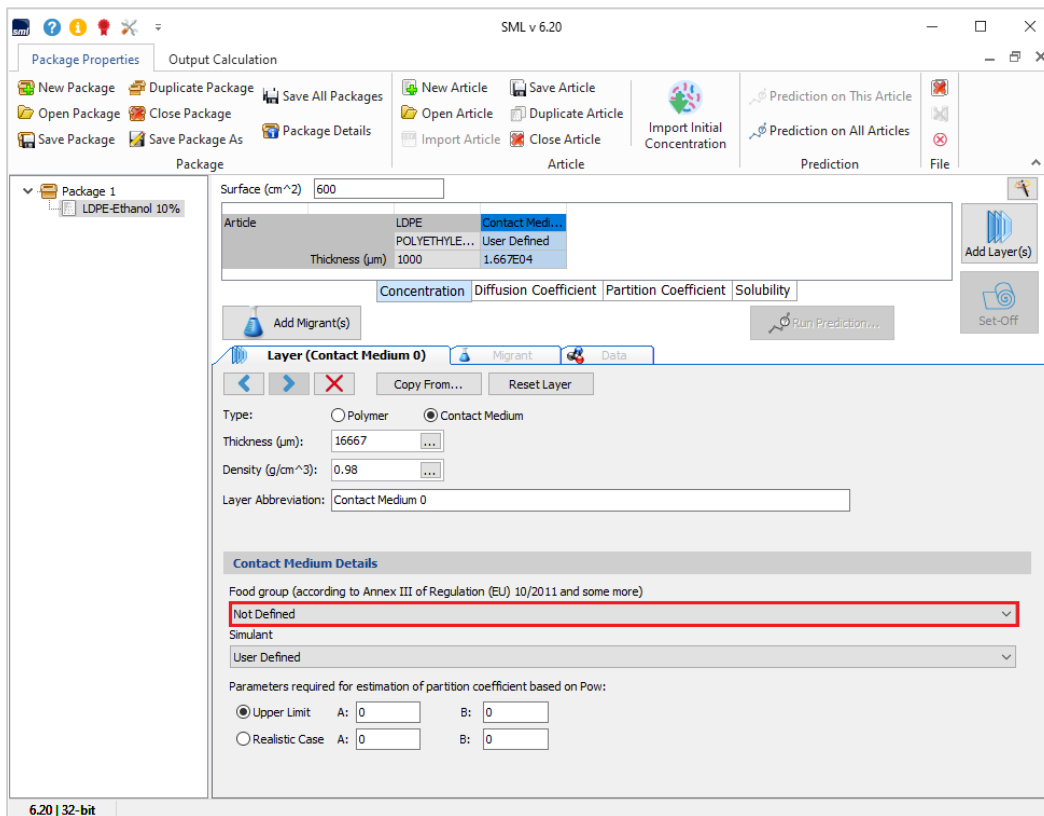 sml
SML v 6.20
Package Properties Output Calculation
New Package Duplicate Package Save All Packages New Article Save Article Prediction on This Article
Open Package Close Package Open Article Duplicate Article Import Initial
Save Package Save Package As Package Details Import Article Close Article Concentration Prediction on All Articles
Package Article Prediction File
Package 1
LDPE-Ethanol 10%
Surface (cm^2) 600
Article LDPE Contact Medi...
POLYETHYLE... User Defined
Thickness (µm) 1000 1.667E04
Add Layer(s)
Concentration Diffusion Coefficient Partition Coefficient Solubility
Add Migrant(s) Run Prediction... Set-Off
Layer (Contact Medium 0) Migrant Data
Copy From... Reset Layer
Type: Polymer Contact Medium
Thickness (µm): 16667 ...
Density (g/cm^3): 0.98 ...
Layer Abbreviation: Contact Medium 0
Contact Medium Details
Food group (according to Annex III of Regulation (EU) 10/2011 and some more)
Not Defined
Simulant
User Defined
Parameters required for estimation of partition coefficient based on Pow:
Upper Limit A: 0 B: 0
Realistic Case A: 0 B: 0
6.20 | 32-bit